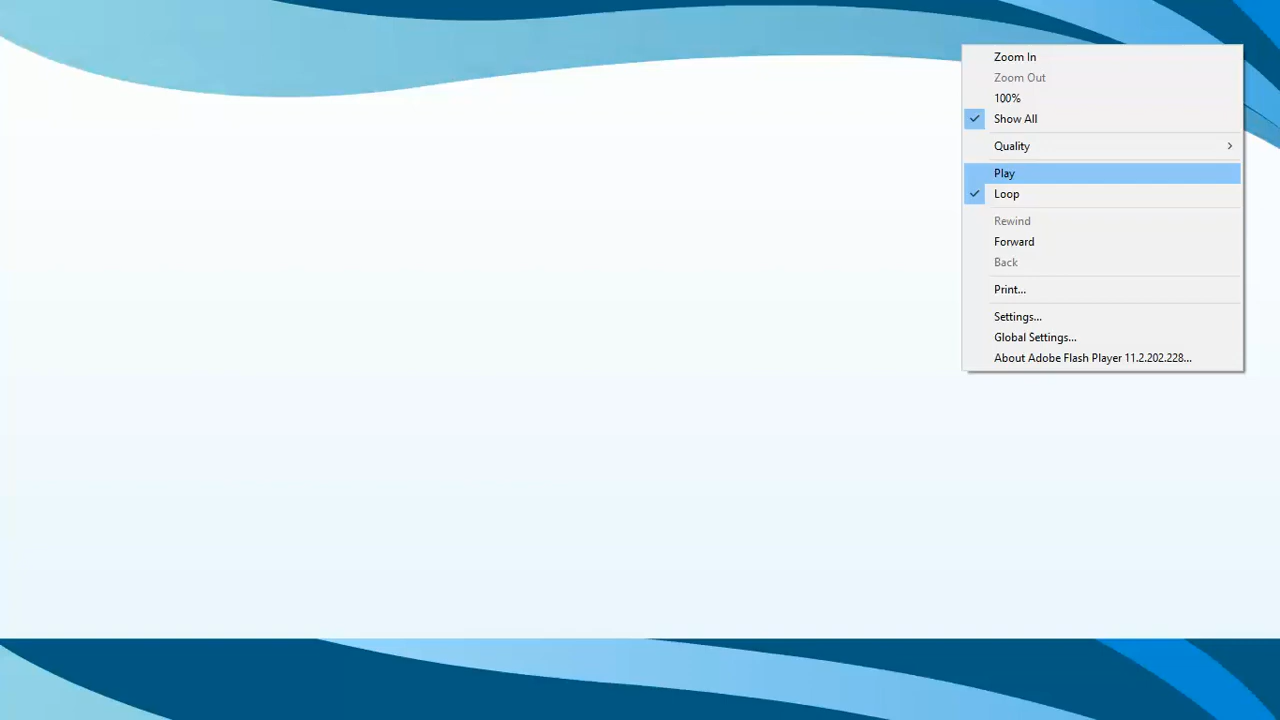 Zoom In
Zoom Out
100%
Show All
Quality
Play
Loop
Rewind
Forward
Back
Print...
Settings...
Global Settings...
About Adobe Flash Player 11.2.202.228...